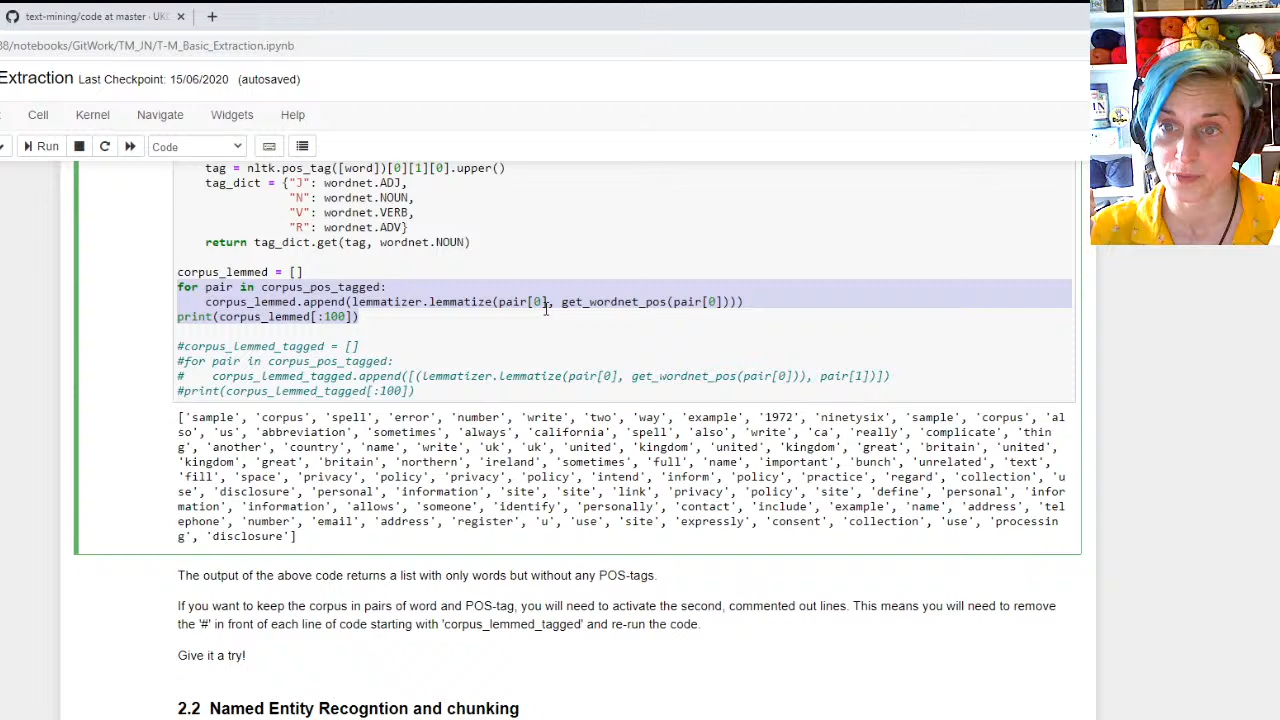 text-mining/code at master · UK
38/notebooks/GitWork/TM_JN/T-M_Basic_Extraction.ipynb
Extraction Last Checkpoint: 15/06/2020 (autosaved)
Cell Kernel Navigate Widgets Help
Run Code
tag = nltk.pos_tag([word])[0][1][0].upper()
tag_dict = {"J": wordnet.ADJ,
"N": wordnet.NOUN,
"V": wordnet.VERB,
"R": wordnet.ADV}
return tag_dict.get(tag, wordnet.NOUN)
corpus_lemmed = []
for pair in corpus_pos_tagged:
corpus_lemmed.append(lemmatizer.lemmatize(pair[0], get_wordnet_pos(pair[0])))
print(corpus_lemmed[:100])
#corpus_lemmed_tagged = []
#for pair in corpus_pos_tagged:
# corpus_lemmed_tagged.append([(lemmatizer.lemmatize(pair[0], get_wordnet_pos(pair[0])), pair[1])])
#print(corpus_lemmed_tagged[:100])
['sample', 'corpus', 'spell', 'error', 'number', 'write', 'two', 'way', 'example', '1972', 'ninetysix', 'sample', 'corpus', 'al
so', 'us', 'abbreviation', 'sometimes', 'always', 'california', 'spell', 'also', 'write', 'ca', 'really', 'complicate', 'thin
g', 'another', 'country', 'name', 'write', 'uk', 'uk', 'united', 'kingdom', 'united', 'kingdom', 'great', 'britain', 'united',
'kingdom', 'great', 'britain', 'northern', 'ireland', 'sometimes', 'full', 'name', 'important', 'bunch', 'unrelated', 'text',
'fill', 'space', 'privacy', 'policy', 'privacy', 'policy', 'intend', 'inform', 'policy', 'practice', 'regard', 'collection', 'u
se', 'disclosure', 'personal', 'information', 'site', 'site', 'link', 'privacy', 'policy', 'site', 'define', 'personal', 'infor
mation', 'information', 'allows', 'someone', 'identify', 'personally', 'contact', 'include', 'example', 'name', 'address', 'tel
ephone', 'number', 'email', 'address', 'register', 'u', 'use', 'site', 'expressly', 'consent', 'collection', 'use', 'processin
g', 'disclosure']
The output of the above code returns a list with only words but without any POS-tags.
If you want to keep the corpus in pairs of word and POS-tag, you will need to activate the second, commented out lines. This means you will need to remove
the '#' in front of each line of code starting with 'corpus_lemmed_tagged' and re-run the code.
Give it a try!
2.2 Named Entity Recogntion and chunking